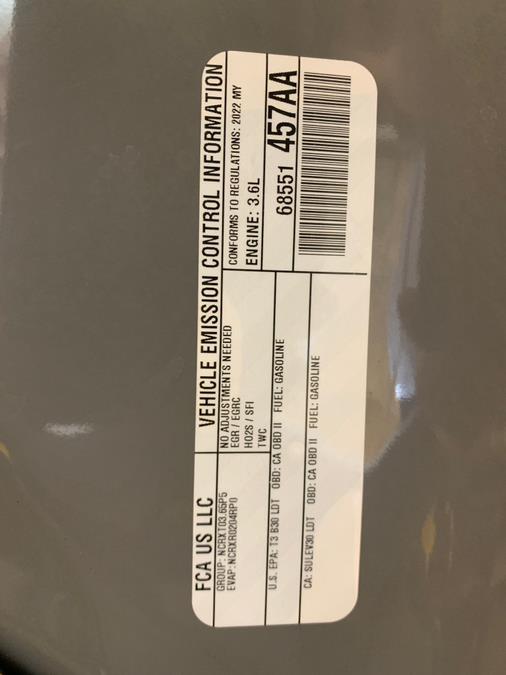 FCA US LLC
VEHICLE EMISSION CONTROL INFORMATION
GROUP: NCRXT03.65P5
EVAP: NCRXR0204RP0
NO ADJUSTMENTS NEEDED
EGR / EGRC
HO2S / SFI
TWC
CONFORMS TO REGULATIONS: 2022 MY
ENGINE: 3.6L
68551 457AA
U.S. EPA: T3 B30 LDT OBD: CA OBD II FUEL: GASOLINE
CA: SULEV30 LDT OBD: CA OBD II FUEL: GASOLINE